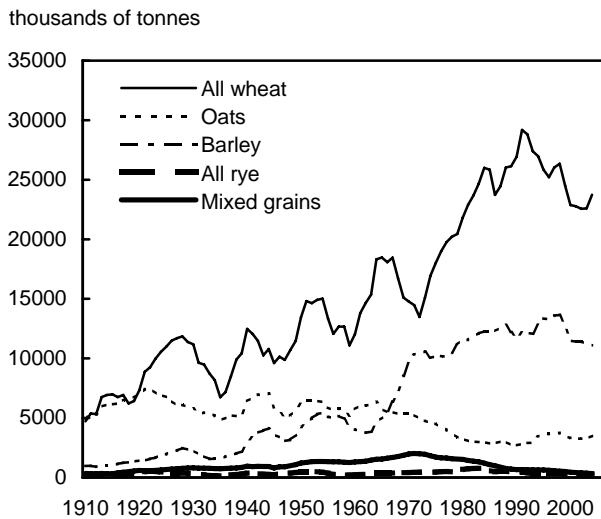 thousands of tonnes
35000
30000
25000
20000
15000
10000
5000
0
All wheat
Oats
Barley
All rye
Mixed grains
1910 1920 1930 1940 1950 1960 1970 1980 1990 2000